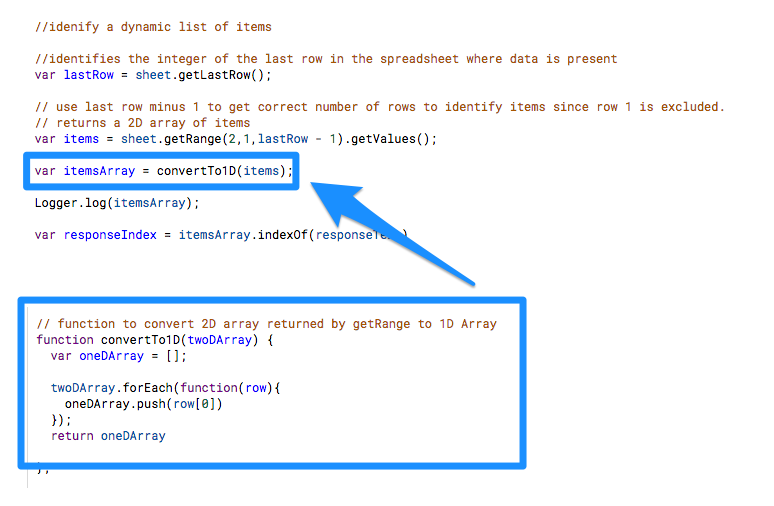 //idenify a dynamic list of items
//identifies the integer of the last row in the spreadsheet where data is present
var lastRow = sheet.getLastRow();
// use last row minus 1 to get correct number of rows to identify items since row 1 is excluded.
// returns a 2D array of items
var items = sheet.getRange(2,1,lastRow - 1).getValues();
var itemsArray = convertTo1D(items);
Logger.log(itemsArray);
var responseIndex = itemsArray.indexOf(
// function to convert 2D array returned by getRange to 1D Array
function convertTo1D(twoDArray) {
var oneDArray = [];
twoDArray.forEach(function(row){
oneDArray.push(row[0])
});
return oneDArray
};